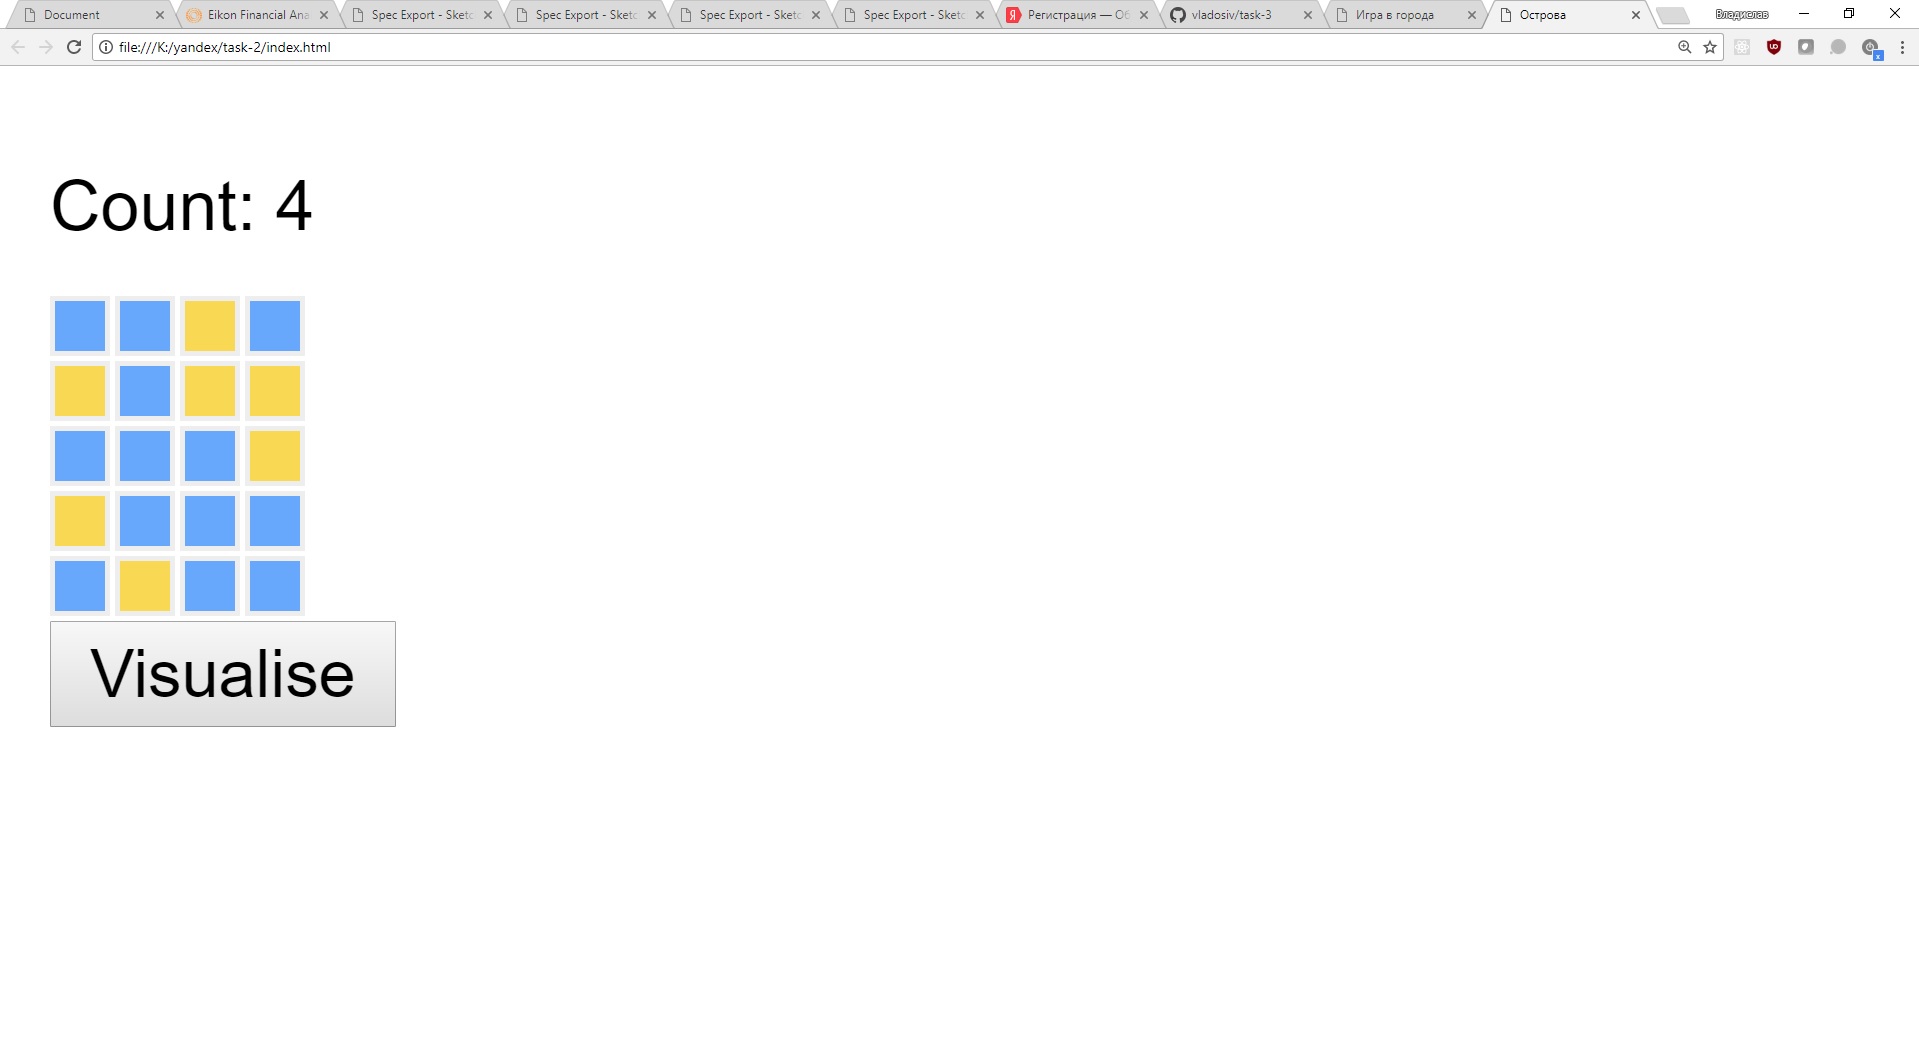 Document
Eikon Financial Ana
Spec Export - Sketc
Spec Export - Sketc
Spec Export - Sketc
Spec Export - Sketc
Регистрация — Об
vladosiv/task-3
Игра в города
Острова
Владислав
file:///K:/yandex/task-2/index.html
Count: 4
Visualise